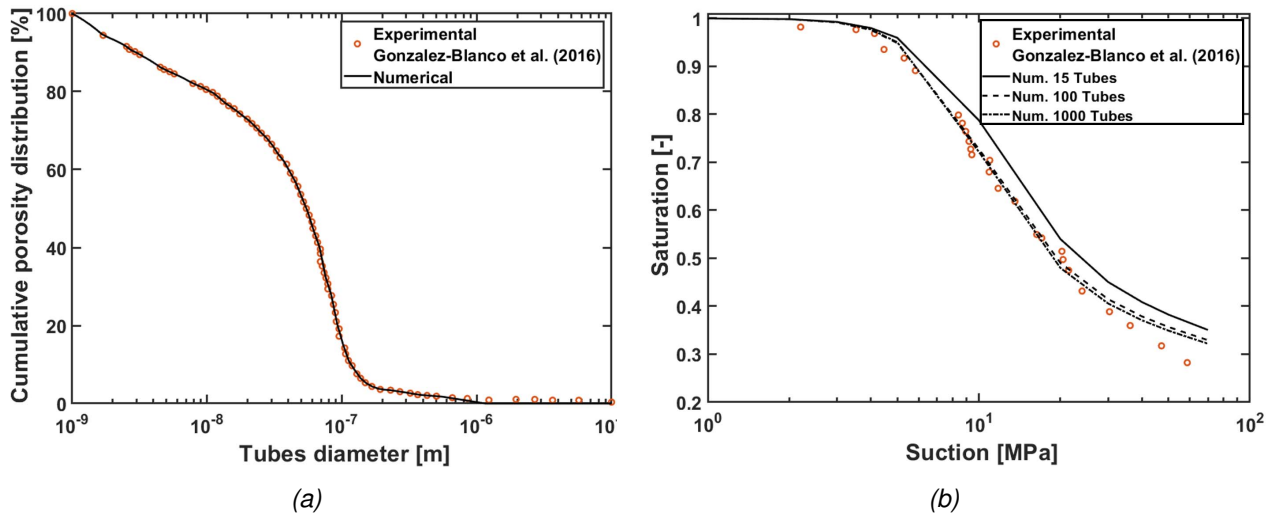 Cumulative porosity distribution [%]
100
80
60
40
20
0
Experimental
Gonzalez-Blanco et al. (2016)
Numerical
10^-9
10^-8
10^-7
10^-6
Tubes diameter [m]
(a)
Saturation [-]
1
0.9
0.8
0.7
0.6
0.5
0.4
0.3
0.2
Experimental
Gonzalez-Blanco et al. (2016)
Num. 15 Tubes
Num. 100 Tubes
Num. 1000 Tubes
10^0
10^1
10^2
Suction [MPa]
(b)